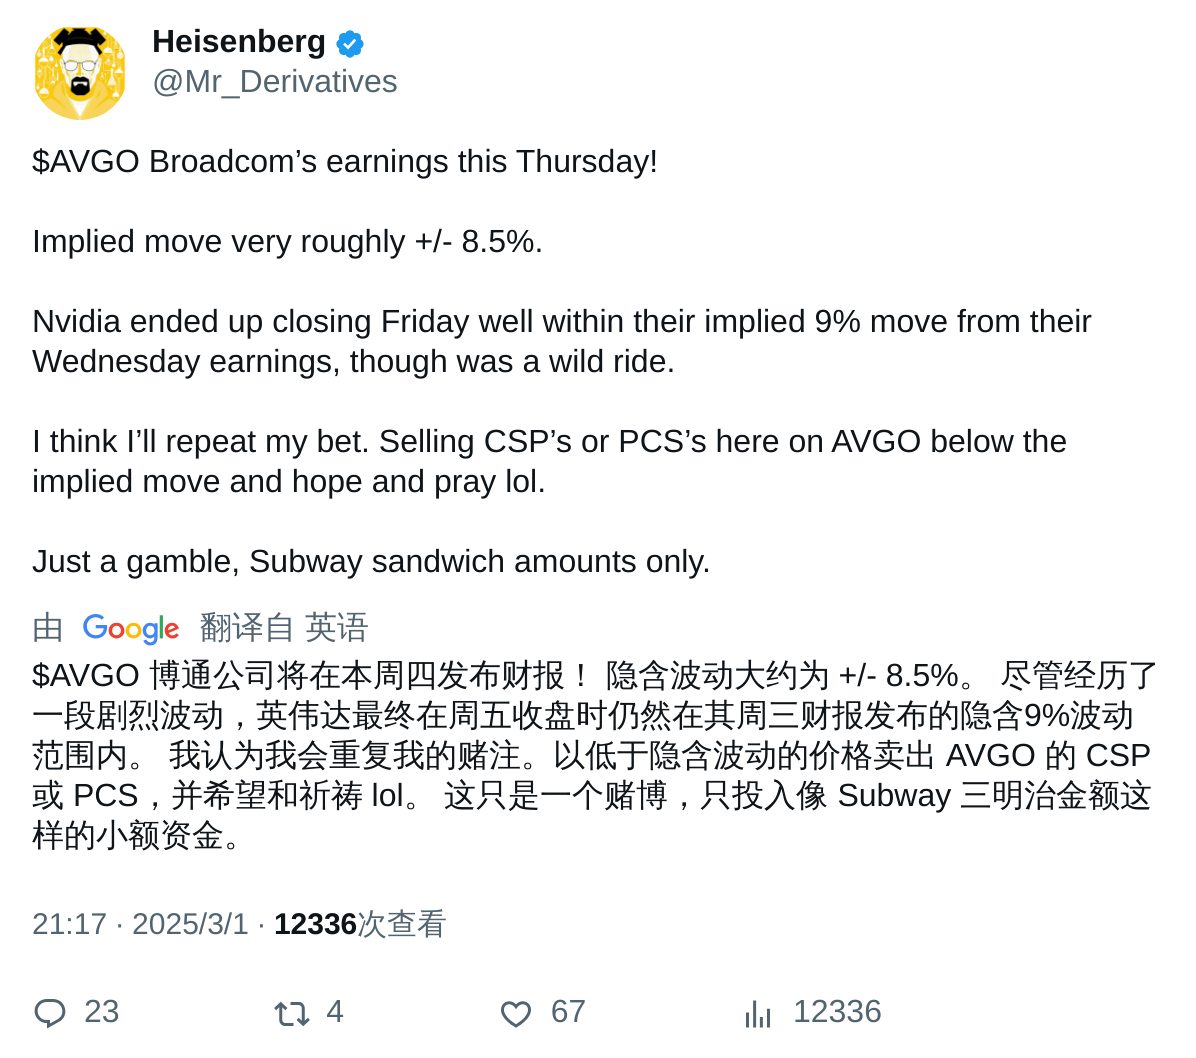 Heisenberg
@Mr_Derivatives
$AVGO Broadcom’s earnings this Thursday!
Implied move very roughly +/- 8.5%.
Nvidia ended up closing Friday well within their implied 9% move from their
Wednesday earnings, though was a wild ride.
I think I’ll repeat my bet. Selling CSP’s or PCS’s here on AVGO below the
implied move and hope and pray lol.
Just a gamble, Subway sandwich amounts only.
由 Google 翻译自 英语
$AVGO 博通公司将在本周四发布财报！ 隐含波动大约为 +/- 8.5%。 尽管经历了
一段剧烈波动，英伟达最终在周五收盘时仍然在其周三财报发布的隐含9%波动
范围内。 我认为我会重复我的赌注。以低于隐含波动的价格卖出 AVGO 的 CSP
或 PCS，并希望和祈祷 lol。 这只是一个赌博，只投入像 Subway 三明治金额这
样的小额资金。
21:17 · 2025/3/1 · 12336次查看
23 4 67 12336